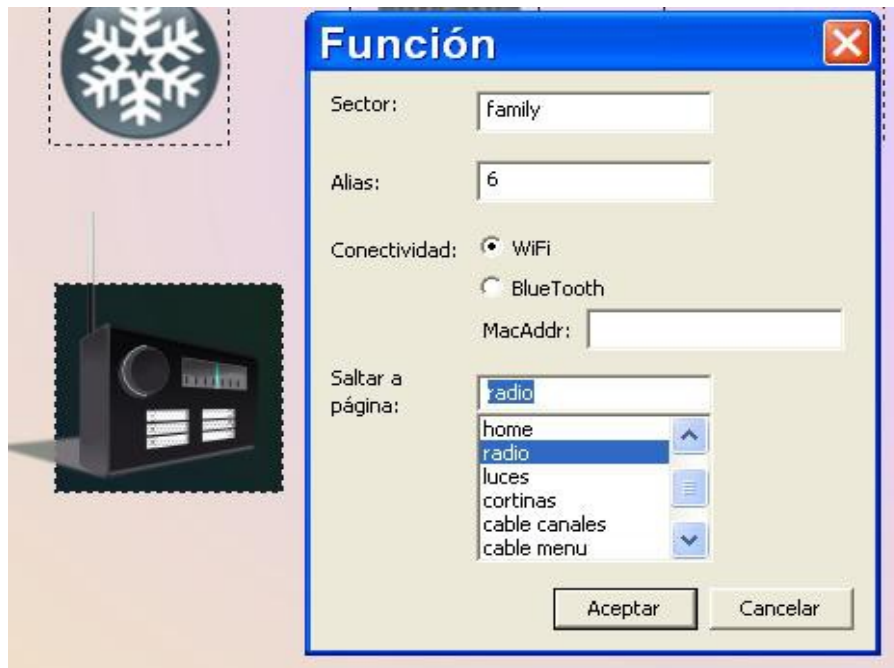 Función
Sector: family
Alias: 6
Conectividad: WiFi
BlueTooth
MacAddr:
Saltar a
página:
radio
home
radio
luces
cortinas
cable canales
cable menu
Aceptar Cancelar